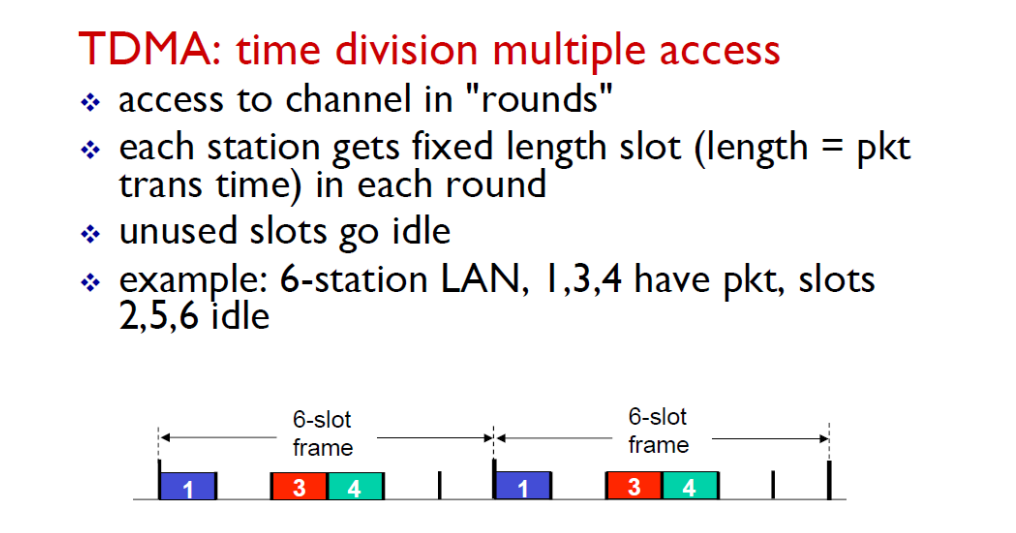 TDMA: time division multiple access
access to channel in "rounds"
each station gets fixed length slot (length = pkt
trans time) in each round
unused slots go idle
example: 6-station LAN, 1,3,4 have pkt, slots
2,5,6 idle
6-slot
frame
6-slot
frame
1
3
4
1
3
4